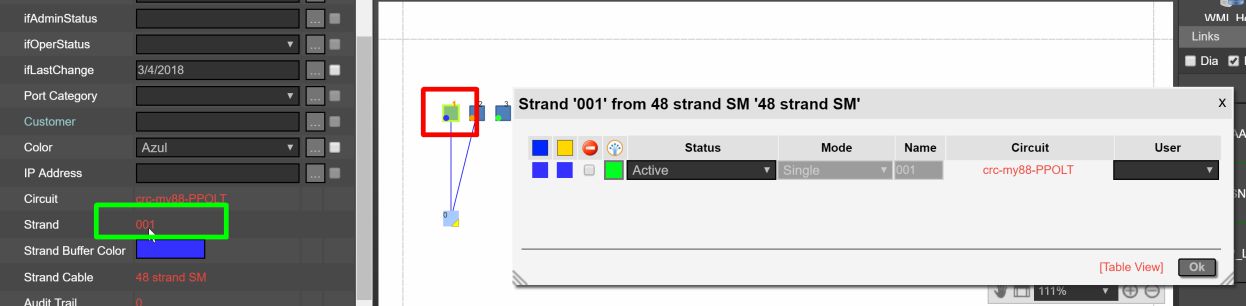 ifAdminStatus ...
ifOperStatus ...
ifLastChange 3/4/2018 ...
Port Category ...
Customer ...
Color Azul ...
IP Address ...
Circuit crc-my88-PPOLT
Strand 001
Strand Buffer Color
Strand Cable 48 strand SM
Audit Trail 0
1 2 3
0
Strand '001' from 48 strand SM '48 strand SM' X
Status Mode Name Circuit User
Active Single 001 crc-my88-PPOLT
[Table View] Ok
111%
Links
Dia